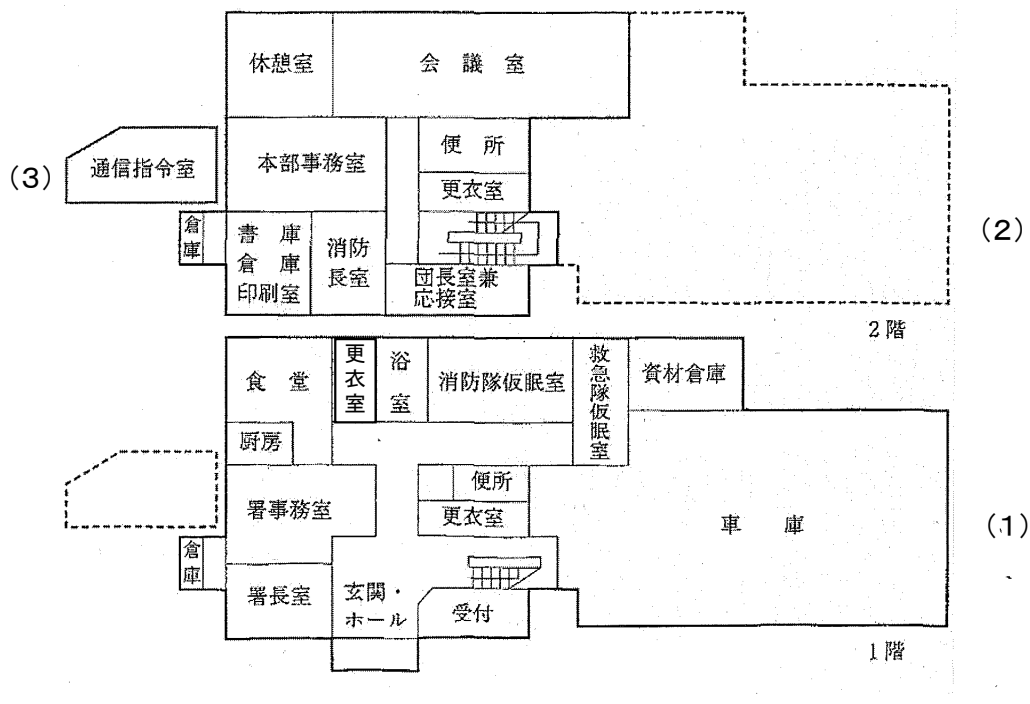 休憩室
会議室
(3)
通信指令室
本部事務室
便所
更衣室
倉庫
書庫
倉庫
印刷室
消防
長室
団長室兼
応接室
(2)
2階
食堂
更衣室
浴室
消防隊仮眠室
救急隊仮眠室
資材倉庫
厨房
署事務室
便所
更衣室
車庫
(1)
倉庫
署長室
玄関・
ホール
受付
1階